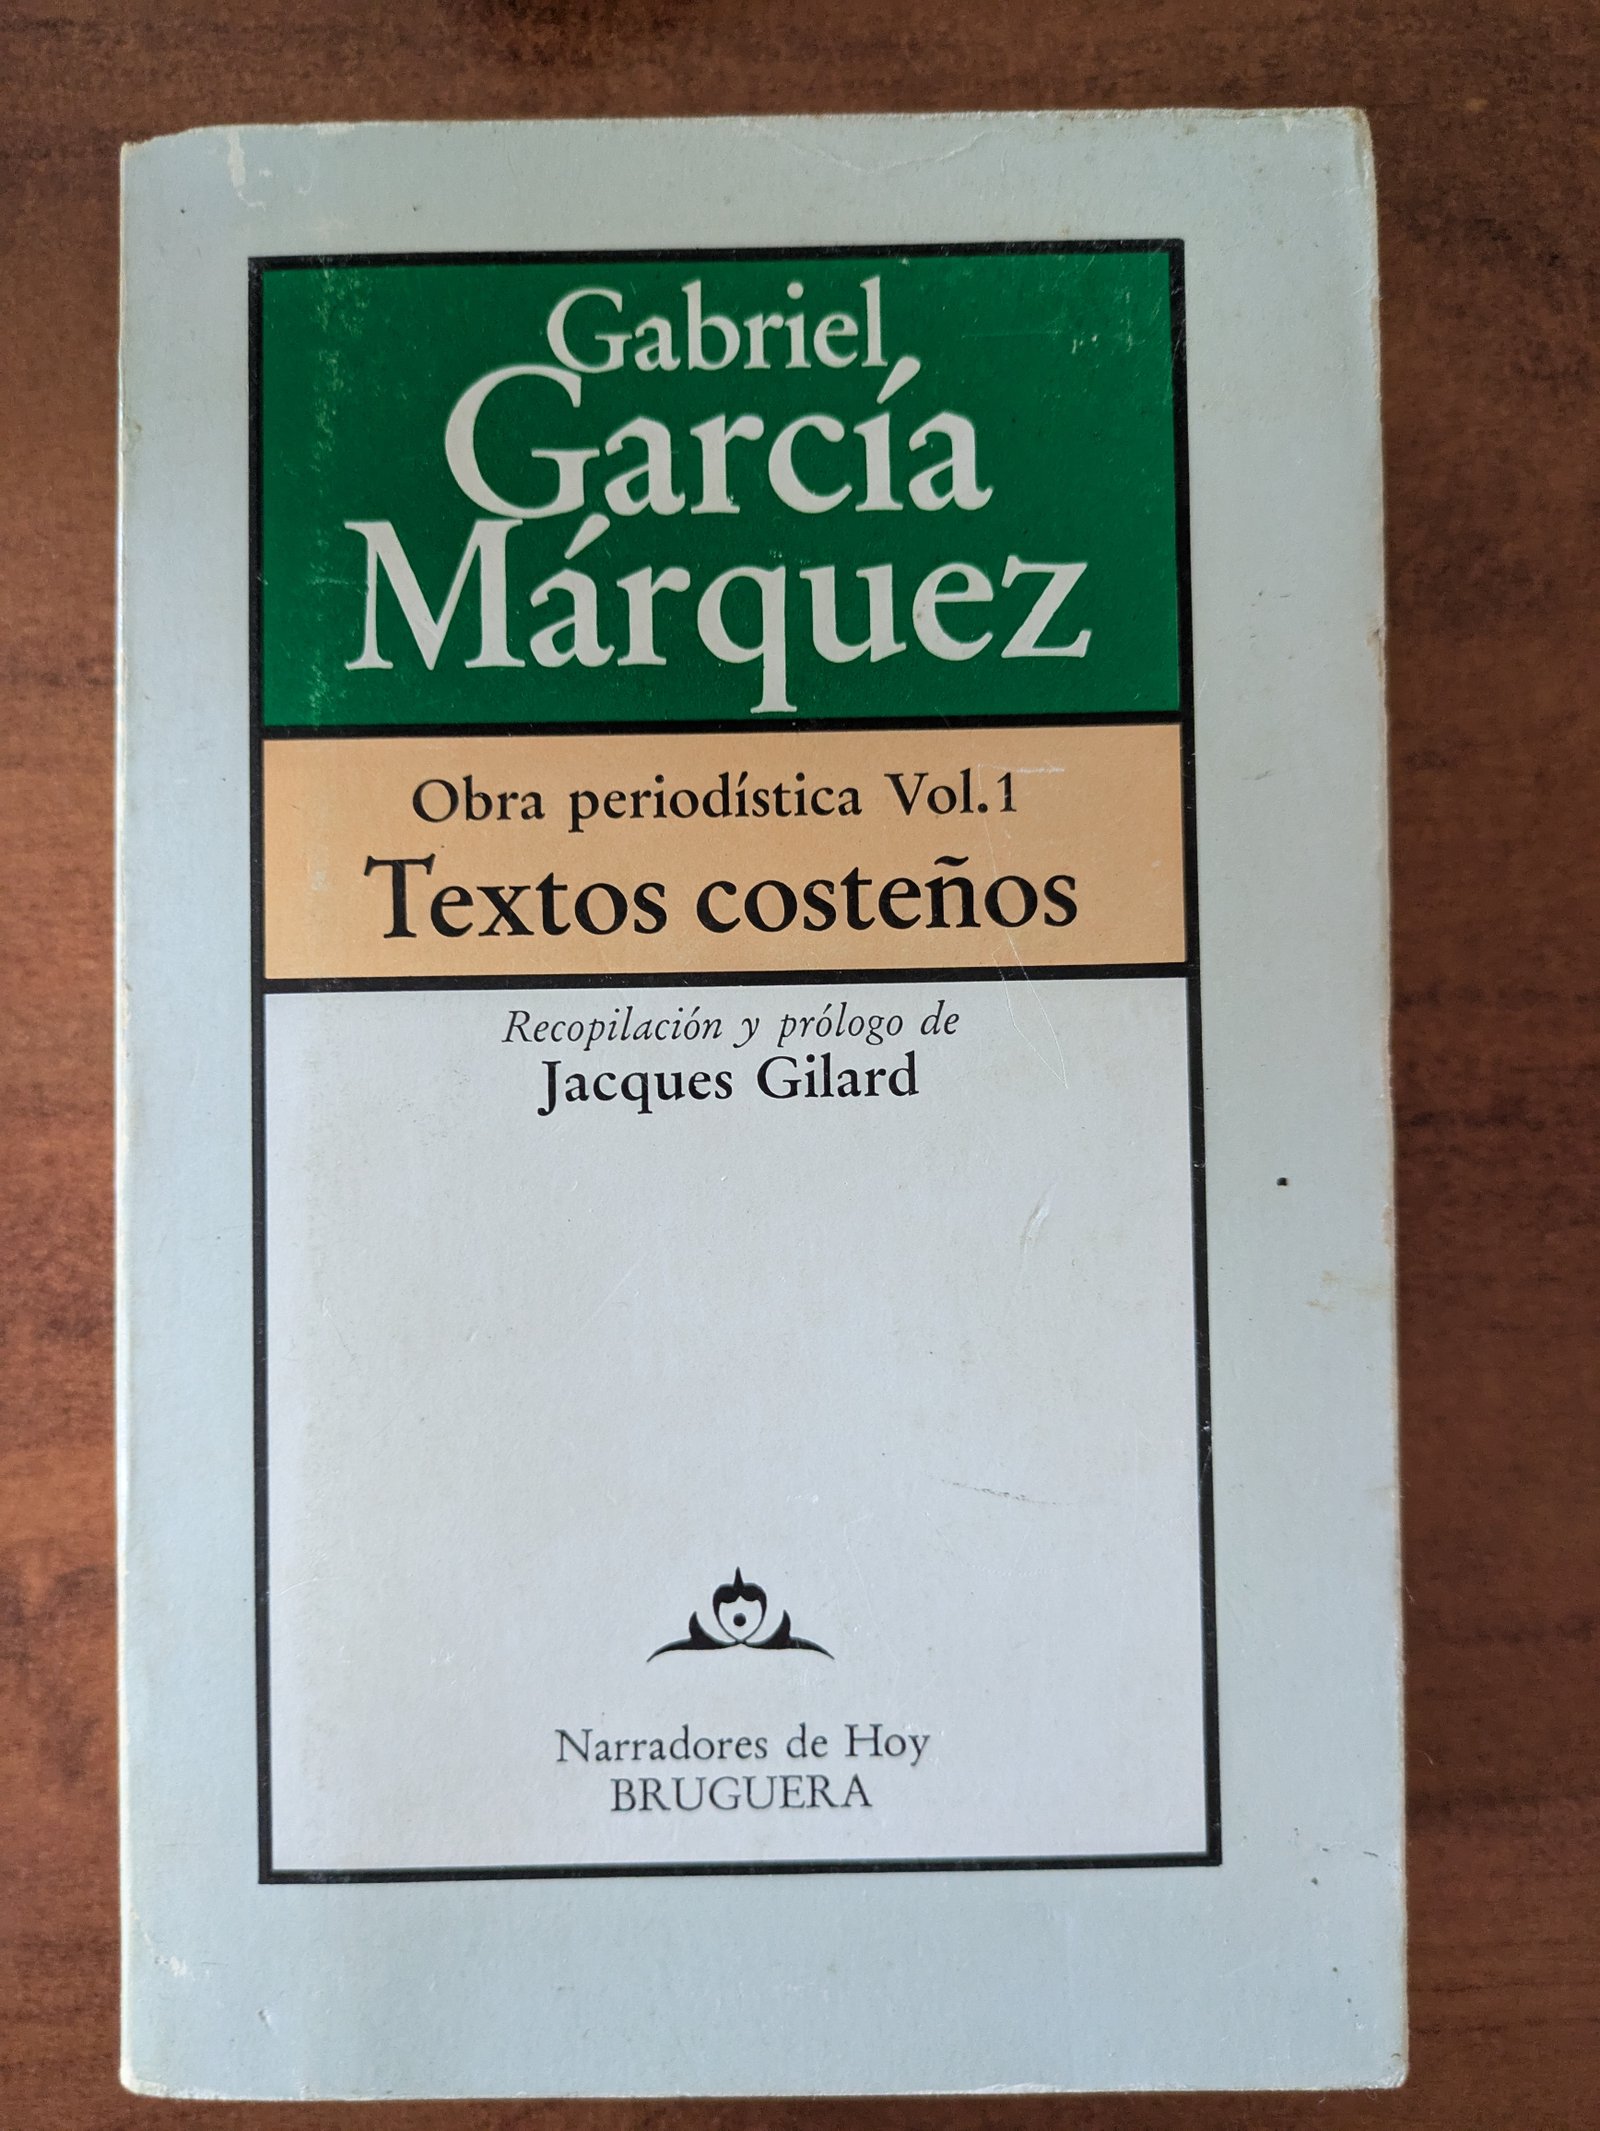 Gabriel
García
Márquez
Obra periodística Vol. 1
Textos costeños
Recopilación y prólogo de
Jacques Gilard
Narradores de Hoy
BRUGUERA